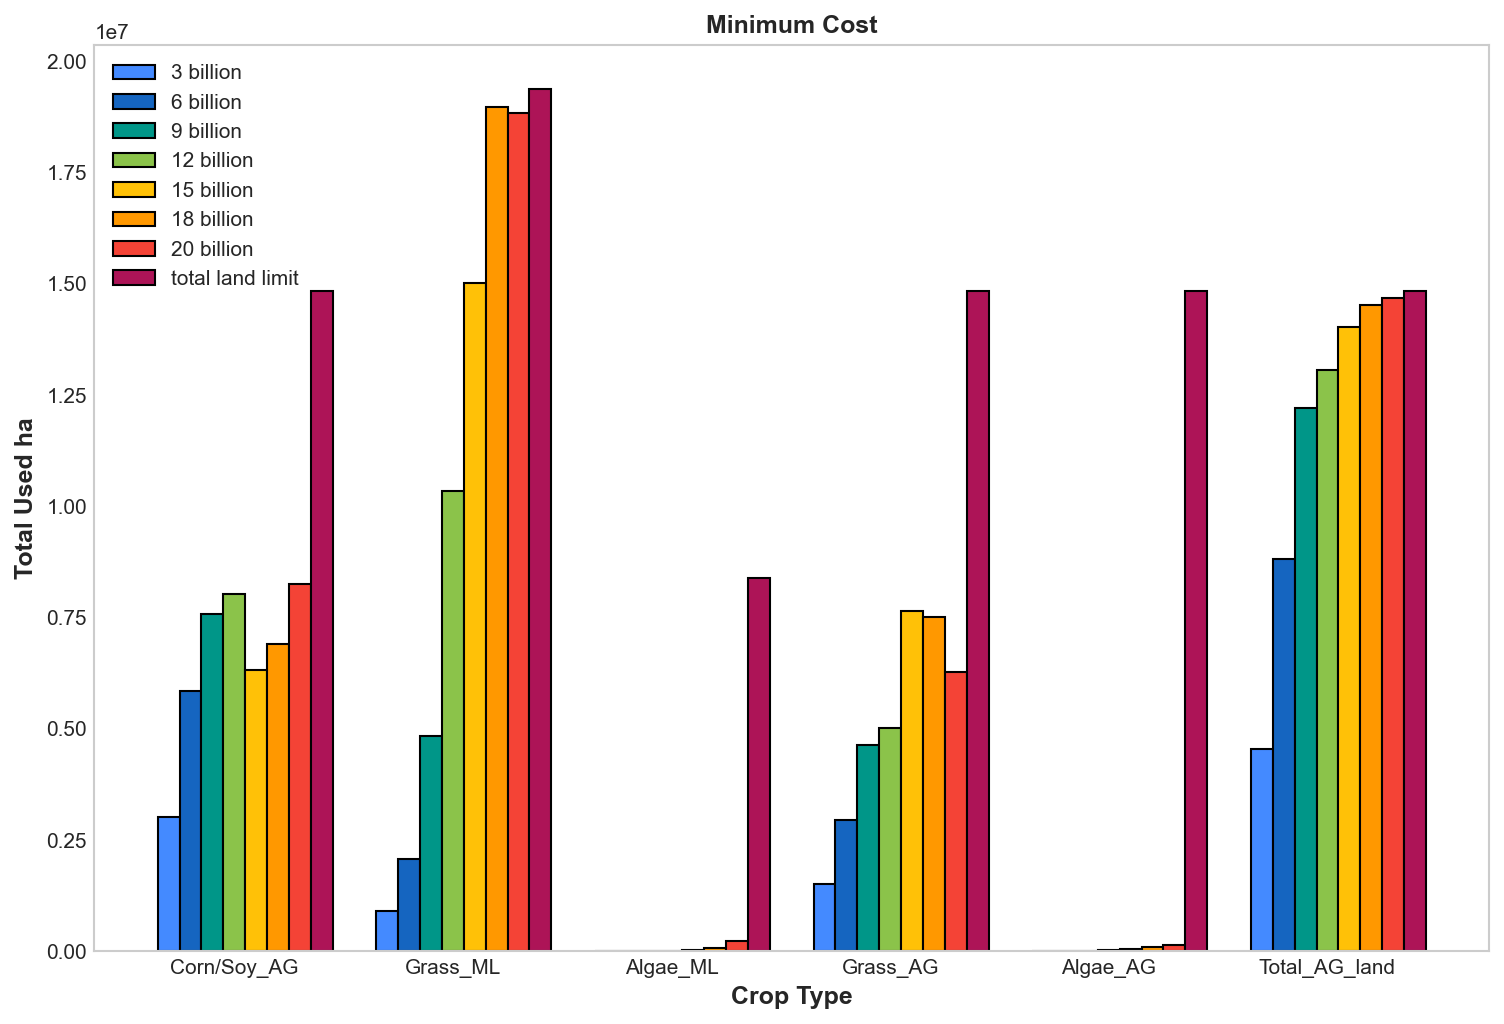 Minimum Cost
1e7
2.00
1.75
1.50
1.25
1.00
0.75
0.50
0.25
0.00
Total Used ha
3 billion
6 billion
9 billion
12 billion
15 billion
18 billion
20 billion
total land limit
Corn/Soy_AG
Grass_ML
Algae_ML
Grass_AG
Algae_AG
Total_AG_land
Crop Type